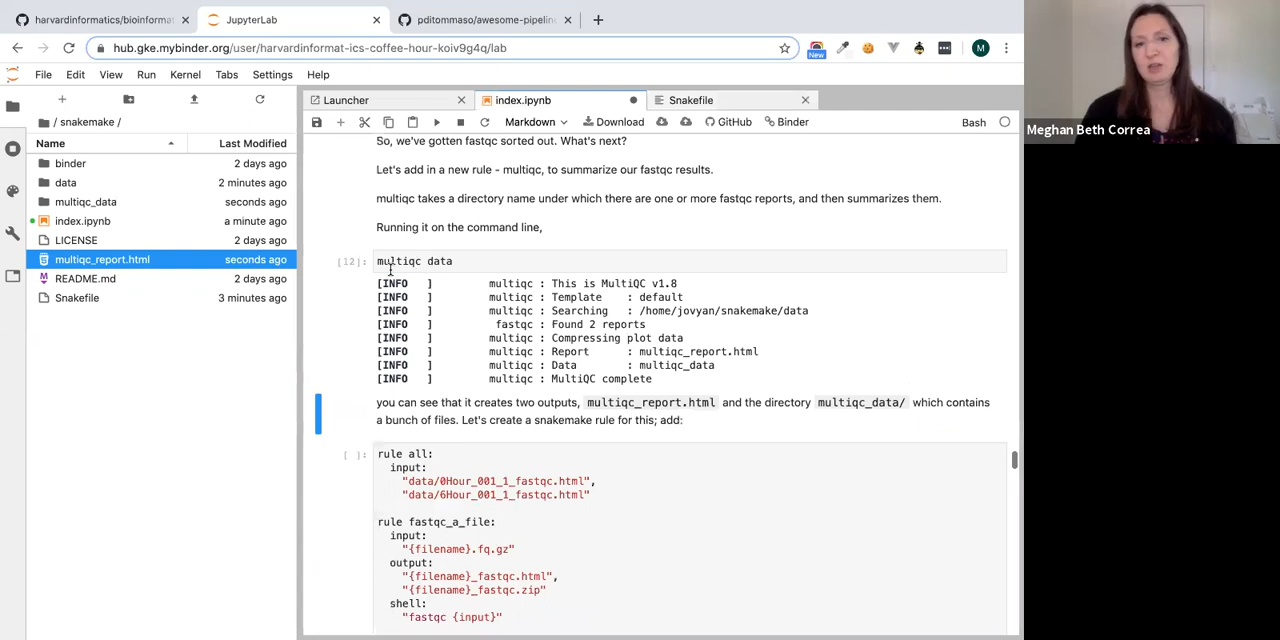 harvardinformatics/bioinformat
JupyterLab
pditommaso/awesome-pipelin
hub.gke.mybinder.org/user/harvardinformat-ics-coffee-hour-koiv9g4q/lab
New
M
File Edit View Run Kernel Tabs Settings Help
Launcher
index.ipynb
Snakefile
/ snakemake /
Markdown
Download
GitHub
Binder
Bash
Name
Last Modified
binder 2 days ago
data 2 minutes ago
multiqc_data seconds ago
index.ipynb a minute ago
LICENSE 2 days ago
multiqc_report.html seconds ago
README.md 2 days ago
Snakefile 3 minutes ago
So, we've gotten fastqc sorted out. What's next?
Let's add in a new rule - multiqc, to summarize our fastqc results.
multiqc takes a directory name under which there are one or more fastqc reports, and then summarizes them.
Running it on the command line,
[12]: multiqc data
[INFO ] multiqc : This is MultiQC v1.8
[INFO ] multiqc : Template : default
[INFO ] multiqc : Searching : /home/jovyan/snakemake/data
[INFO ] fastqc : Found 2 reports
[INFO ] multiqc : Compressing plot data
[INFO ] multiqc : Report : multiqc_report.html
[INFO ] multiqc : Data : multiqc_data
[INFO ] multiqc : MultiQC complete
you can see that it creates two outputs, multiqc_report.html and the directory multiqc_data/ which contains
a bunch of files. Let's create a snakemake rule for this; add:
[ ]: rule all:
input:
"data/0Hour_001_1_fastqc.html",
"data/6Hour_001_1_fastqc.html"
rule fastqc_a_file:
input:
"{filename}.fq.gz"
output:
"{filename}_fastqc.html",
"{filename}_fastqc.zip"
shell:
"fastqc {input}"
Meghan Beth Correa